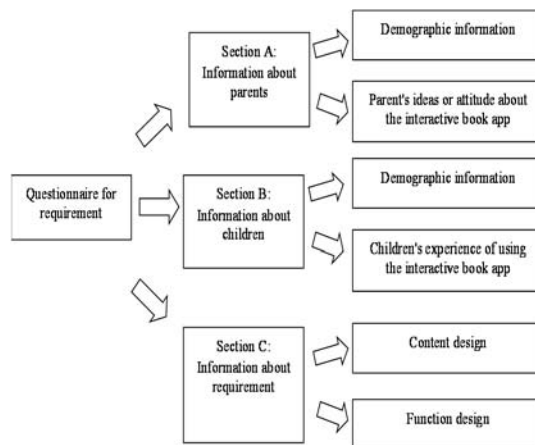 Demographic information
Section A:
Information about
parents
Parent's ideas or attitude about
the interactive book app
Questionnaire for
requirement
Section B:
Information about
children
Demographic information
Children's experience of using
the interactive book app
Section C:
Information about
requirement
Content design
Function design